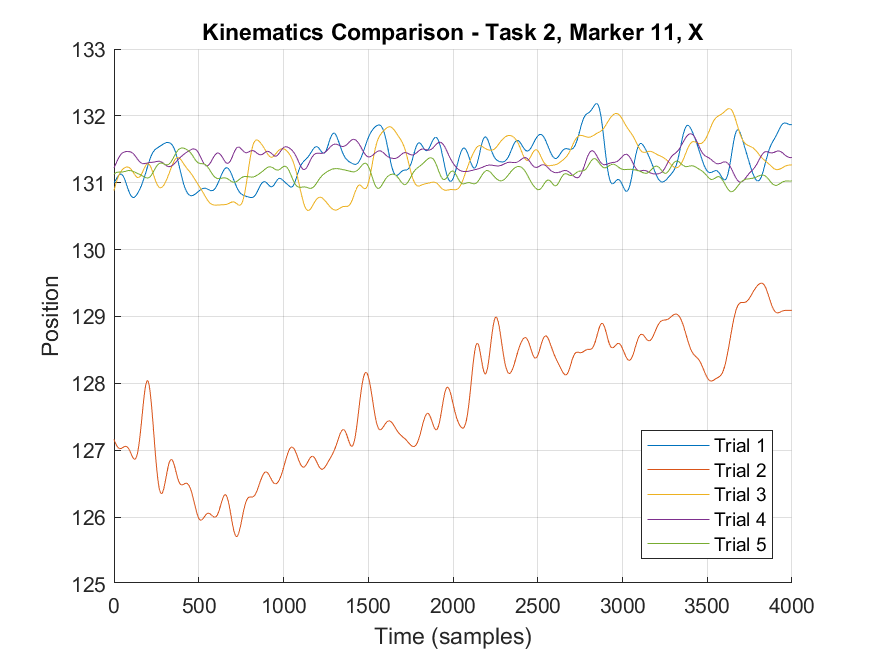 Kinematics Comparison - Task 2, Marker 11, X
133
132
131
130
129
128
127
126
125
Position
Trial 1
Trial 2
Trial 3
Trial 4
Trial 5
0 500 1000 1500 2000 2500 3000 3500 4000
Time (samples)